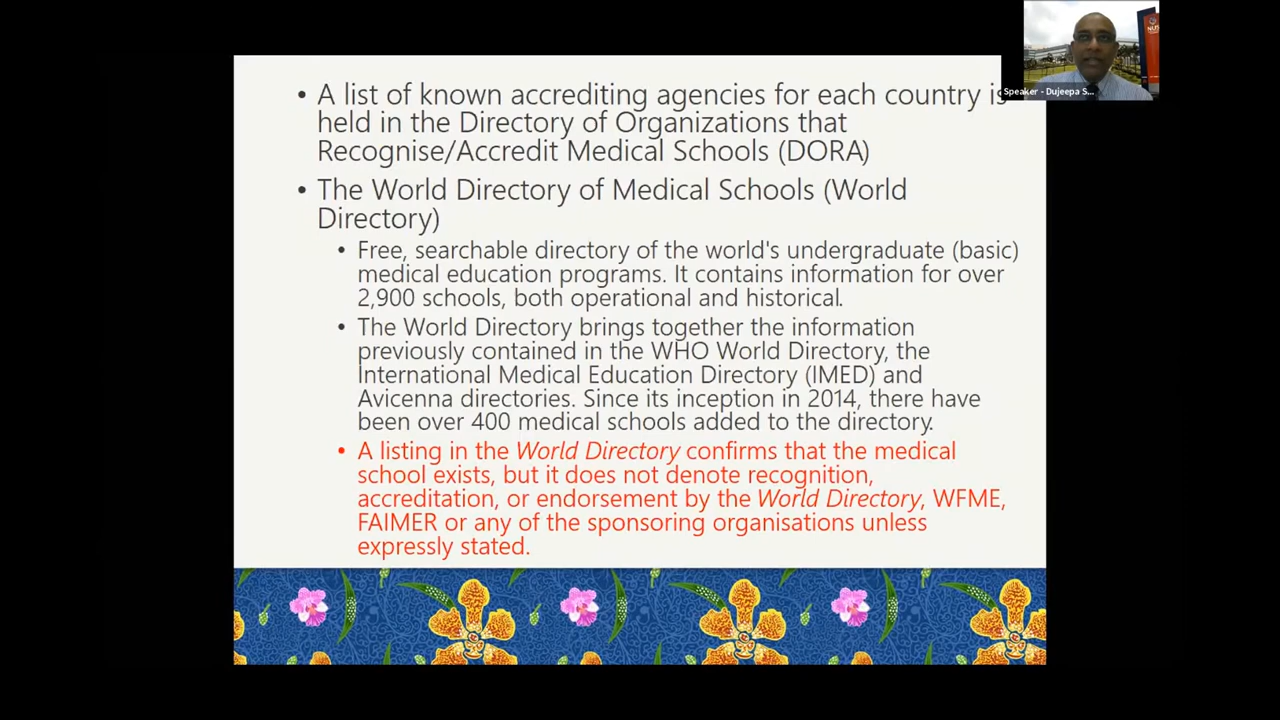 • A list of known accrediting agencies for each country is
held in the Directory of Organizations that
Recognise/Accredit Medical Schools (DORA)
• The World Directory of Medical Schools (World
Directory)
• Free, searchable directory of the world's undergraduate (basic)
medical education programs. It contains information for over
2,900 schools, both operational and historical.
• The World Directory brings together the information
previously contained in the WHO World Directory, the
International Medical Education Directory (IMED) and
Avicenna directories. Since its inception in 2014, there have
been over 400 medical schools added to the directory.
• A listing in the World Directory confirms that the medical
school exists, but it does not denote recognition,
accreditation, or endorsement by the World Directory, WFME,
FAIMER or any of the sponsoring organisations unless
expressly stated.
NUS
Speaker - Dujeepa S...